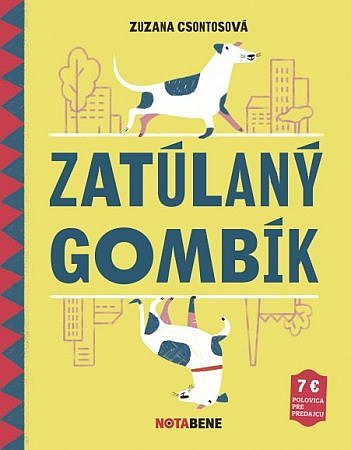 ZUZANA CSONTOSOVÁ
ZATÚLANÝ
GOMBÍK
7 €
POLOVICA
PRE
PREDAJCU
NOTABENE